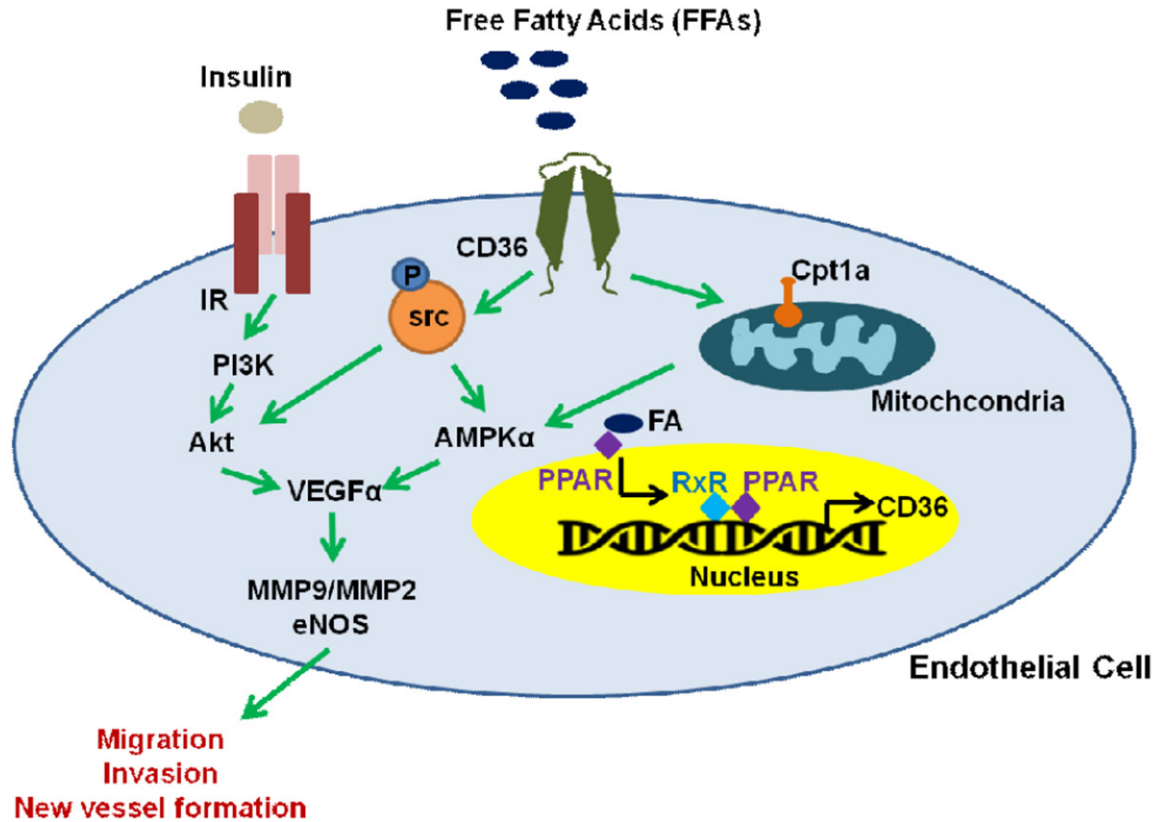 Free Fatty Acids (FFAs)
Insulin
CD36
Cpt1a
P
IR
src
PI3K
Mitochcondria
FA
Akt
AMPKα
PPAR
RxR PPAR
VEGFα
CD36
Nucleus
MMP9/MMP2
eNOS
Endothelial Cell
Migration
Invasion
New vessel formation